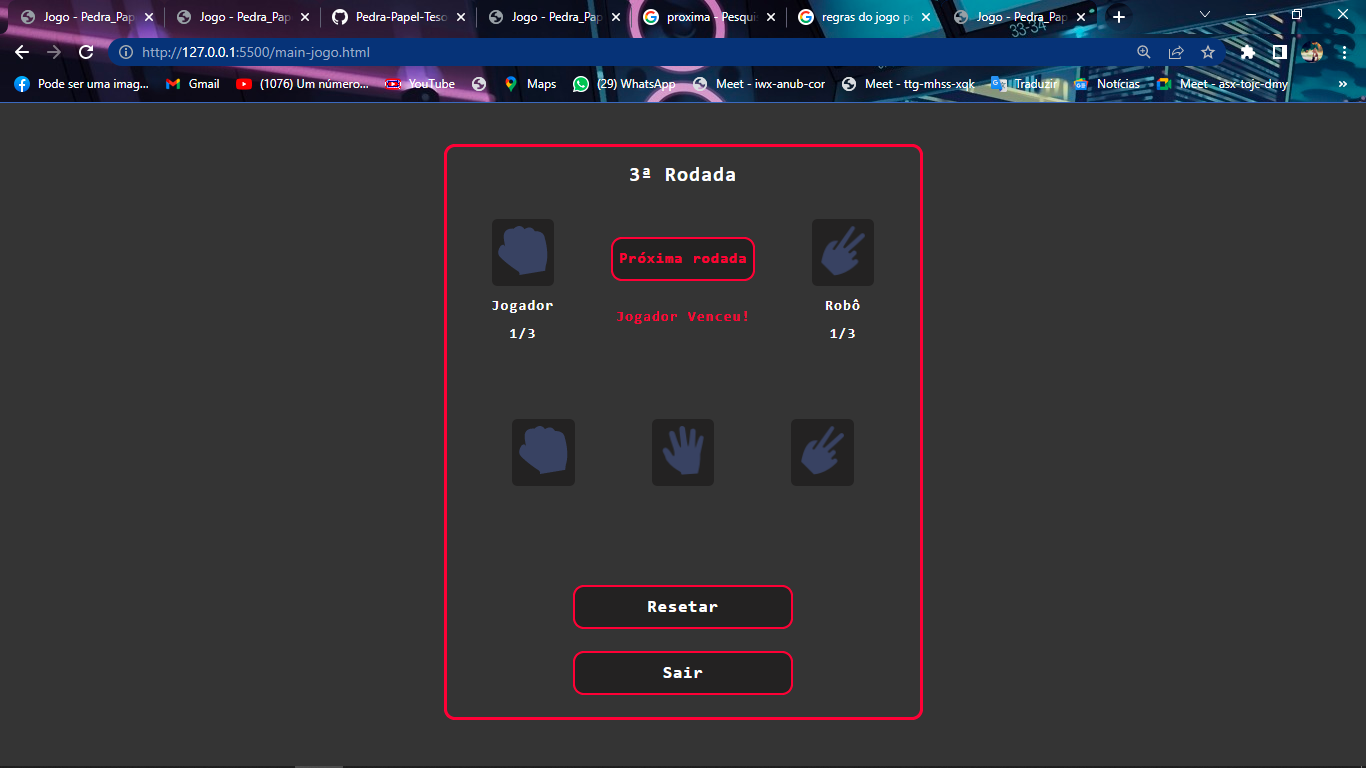 Jogo - Pedra_Pap
Jogo - Pedra_Pap
Pedra-Papel-Teso
Jogo - Pedra_Pap
proxima - Pesqui
regras do jogo pe
Jogo - Pedra_Pap
33-34
http://127.0.0.1:5500/main-jogo.html
Pode ser uma imag...
Gmail
(1076) Um número...
YouTube
Maps
(29) WhatsApp
Meet - iwx-anub-cor
Meet - ttg-mhss-xqk
Traduzir
Notícias
Meet - asx-tojc-dmy
3ª Rodada
Próxima rodada
Jogador
Jogador Venceu!
Robô
1/3
1/3
Resetar
Sair